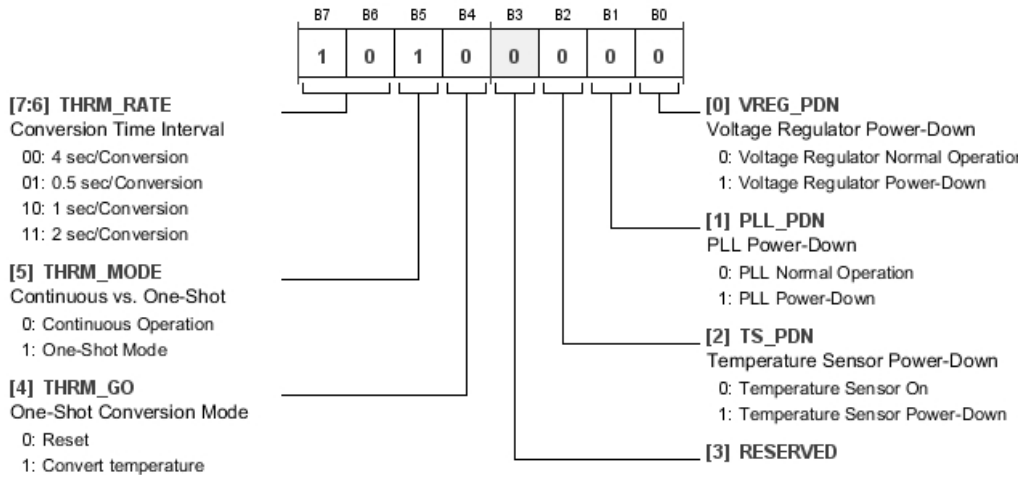 B7 B6 B5 B4 B3 B2 B1 B0
1 0 1 0 0 0 0 0
[7:6] THRM_RATE
Conversion Time Interval
00: 4 sec/Conversion
01: 0.5 sec/Conversion
10: 1 sec/Conversion
11: 2 sec/Conversion
[5] THRM_MODE
Continuous vs. One-Shot
0: Continuous Operation
1: One-Shot Mode
[4] THRM_GO
One-Shot Conversion Mode
0: Reset
1: Convert temperature
[0] VREG_PDN
Voltage Regulator Power-Down
0: Voltage Regulator Normal Operation
1: Voltage Regulator Power-Down
[1] PLL_PDN
PLL Power-Down
0: PLL Normal Operation
1: PLL Power-Down
[2] TS_PDN
Temperature Sensor Power-Down
0: Temperature Sensor On
1: Temperature Sensor Power-Down
[3] RESERVED